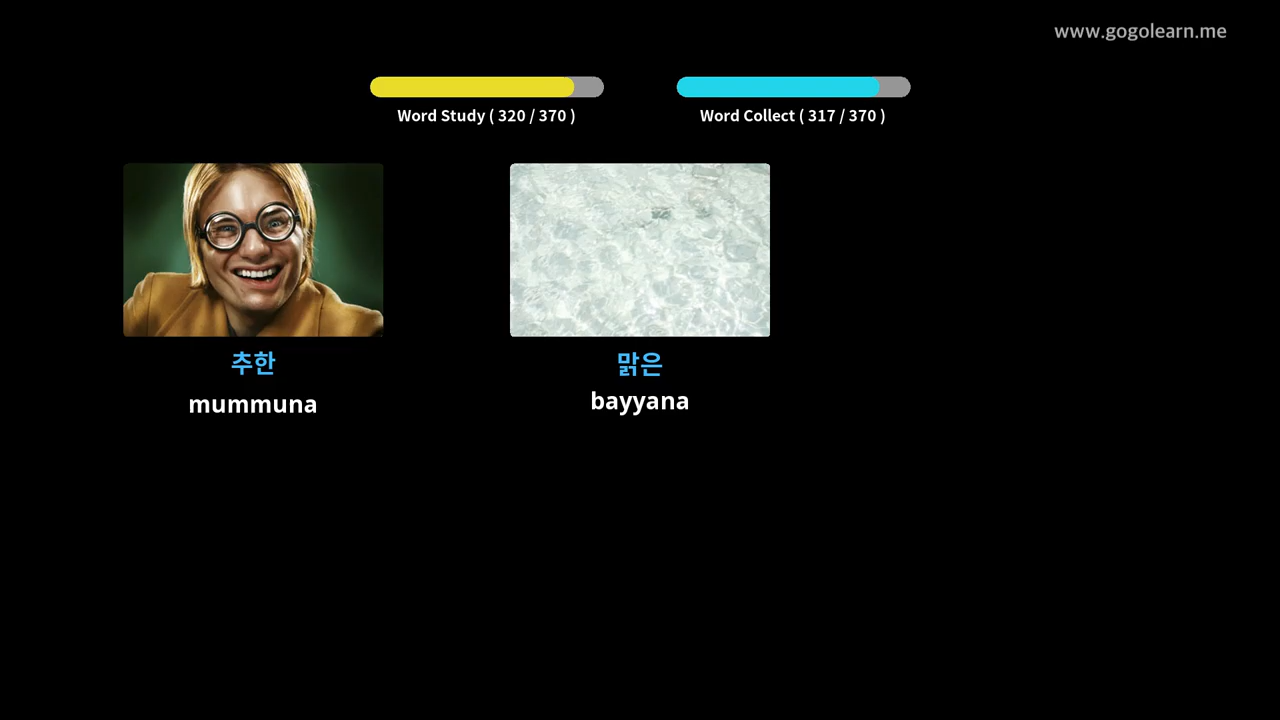 www.gogolearn.me
Word Study ( 320 / 370 )
Word Collect ( 317 / 370 )
추한
mummuna
맑은
bayyana